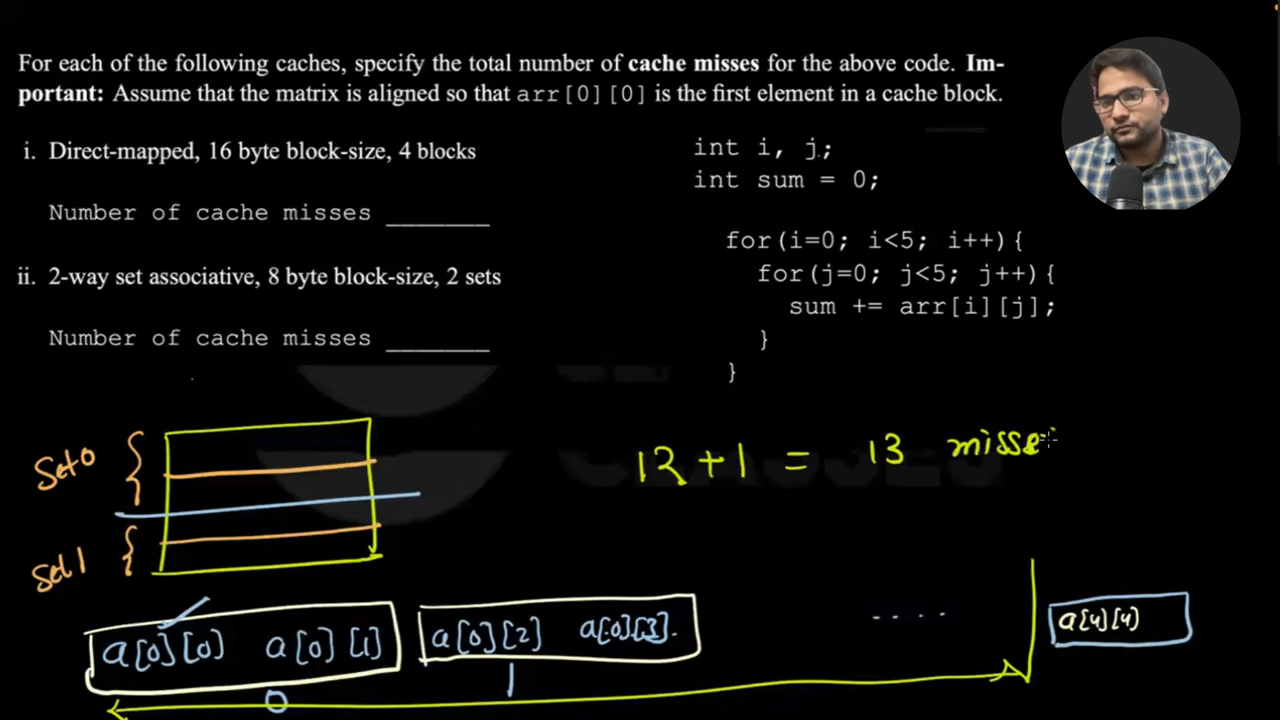 For each of the following caches, specify the total number of cache misses for the above code. Im-
portant: Assume that the matrix is aligned so that arr[0][0] is the first element in a cache block.
i. Direct-mapped, 16 byte block-size, 4 blocks
Number of cache misses _______
ii. 2-way set associative, 8 byte block-size, 2 sets
Number of cache misses _______
int i, j;
int sum = 0;
for(i=0; i<5; i++){
for(j=0; j<5; j++){
sum += arr[i][j];
}
}
Set0
Set1
12 + 1 = 13 misses
a[0][0] a[0][1] a[0][2] a[0][3]. .... a[4][4]
0 1